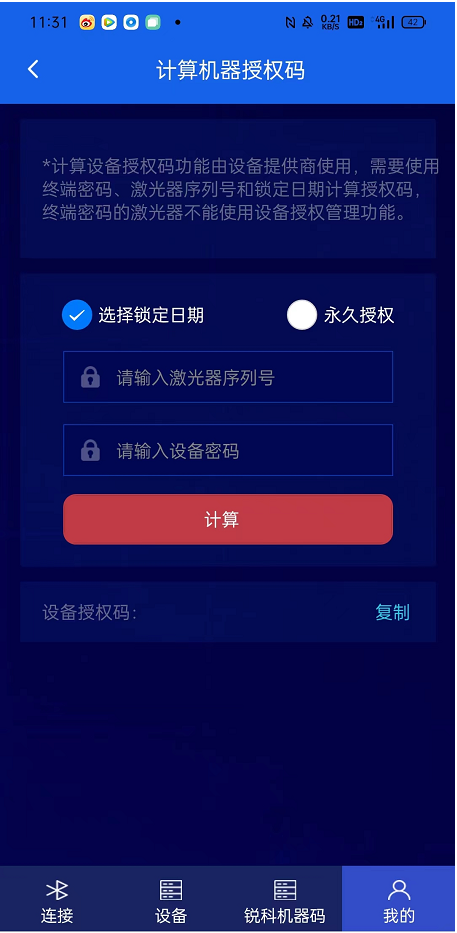 11:31
0.21 KB/S HD2 4G 42
计算机器授权码
*计算设备授权码功能由设备提供商使用，需要使用
终端密码、激光器序列号和锁定日期计算授权码，
终端密码的激光器不能使用设备授权管理功能。
选择锁定日期 永久授权
请输入激光器序列号
请输入设备密码
计算
设备授权码： 复制
连接 设备 锐科机器码 我的